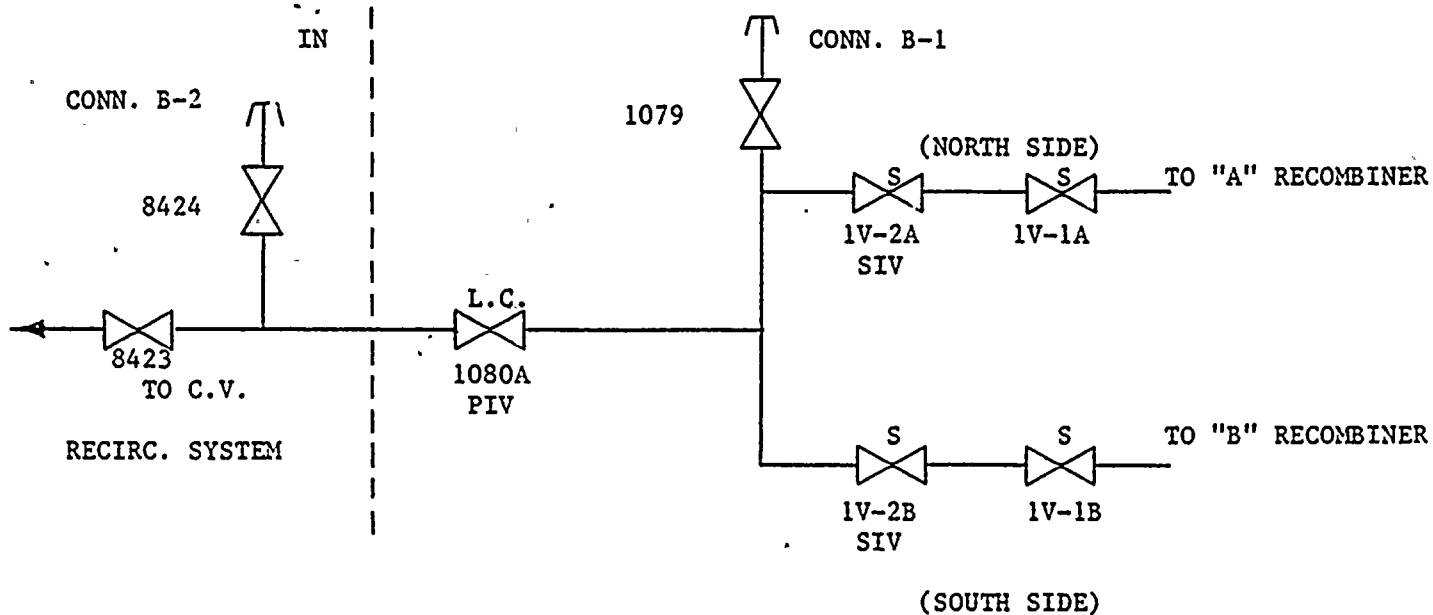 IN
CONN. B-1
CONN. B-2
1079
(NORTH SIDE)
S
S
TO "A" RECOMBINER
8424
1V-2A
1V-1A
SIV
L.C.
8423
1080A
TO C.V.
PIV
RECIRC. SYSTEM
S
S
TO "B" RECOMBINER
1V-2B
1V-1B
SIV
(SOUTH SIDE)